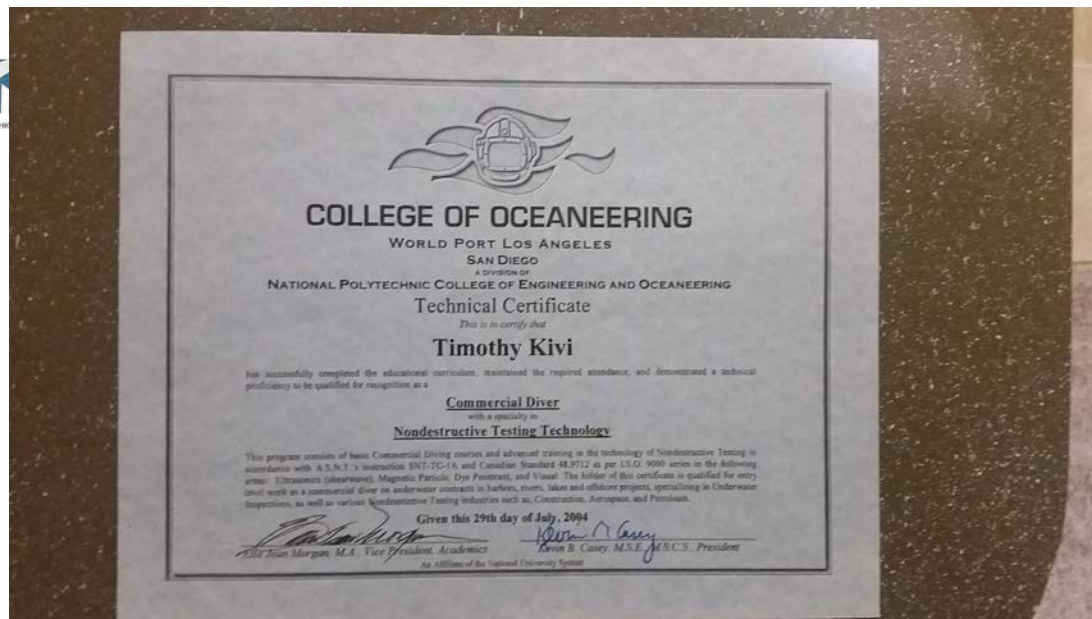 COLLEGE OF OCEANEERING
WORLD PORT LOS ANGELES
SAN DIEGO
A DIVISION OF
NATIONAL POLYTECHNIC COLLEGE OF ENGINEERING AND OCEANEERING
Technical Certificate
This is to certify that
Timothy Kivi
has successfully completed the educational curriculum, maintained the required attendance, and demonstrated a technical
proficiency to be qualified for recognition as a
Commercial Diver
with a specialty in
Nondestructive Testing Technology
This program consists of basic Commercial Diving courses and advanced training in the technology of Nondestructive Testing in
accordance with A.S.N.T.'s instruction SNT-TC-1A and Canadian Standard 48.9712 as per I.S.O. 9000 series in the following
areas: Ultrasonics (shearwave), Magnetic Particle, Dye Penetrant, and Visual. The holder of this certificate is qualified for entry
level work as a commercial diver on underwater contracts in harbors, rivers, lakes and offshore projects, specializing in Underwater
Inspections, as well as various Nondestructive Testing industries such as, Construction, Aerospace, and Petroleum.
Given this 29th day of July, 2004
Jean Morgan, M.A. Vice President, Academics
Kevin B. Casey, M.S.E., M.S.C.S., President
An Affiliate of the National University System